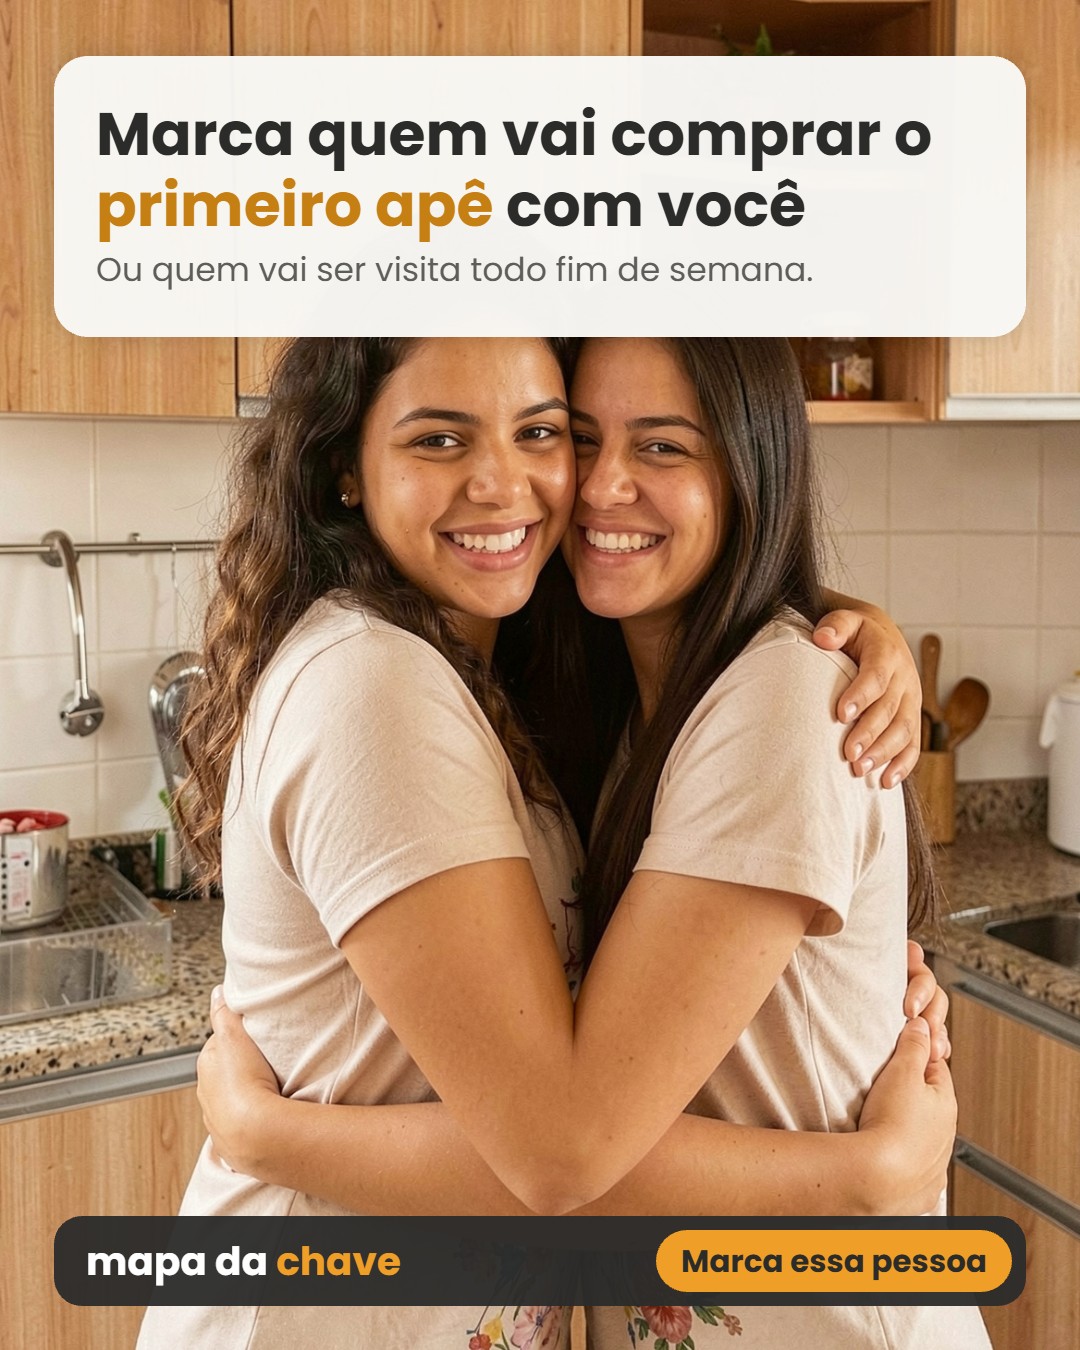 Marca quem vai comprar o
primeiro apê com você
Ou quem vai ser visita todo fim de semana.
mapa da chave
Marca essa pessoa